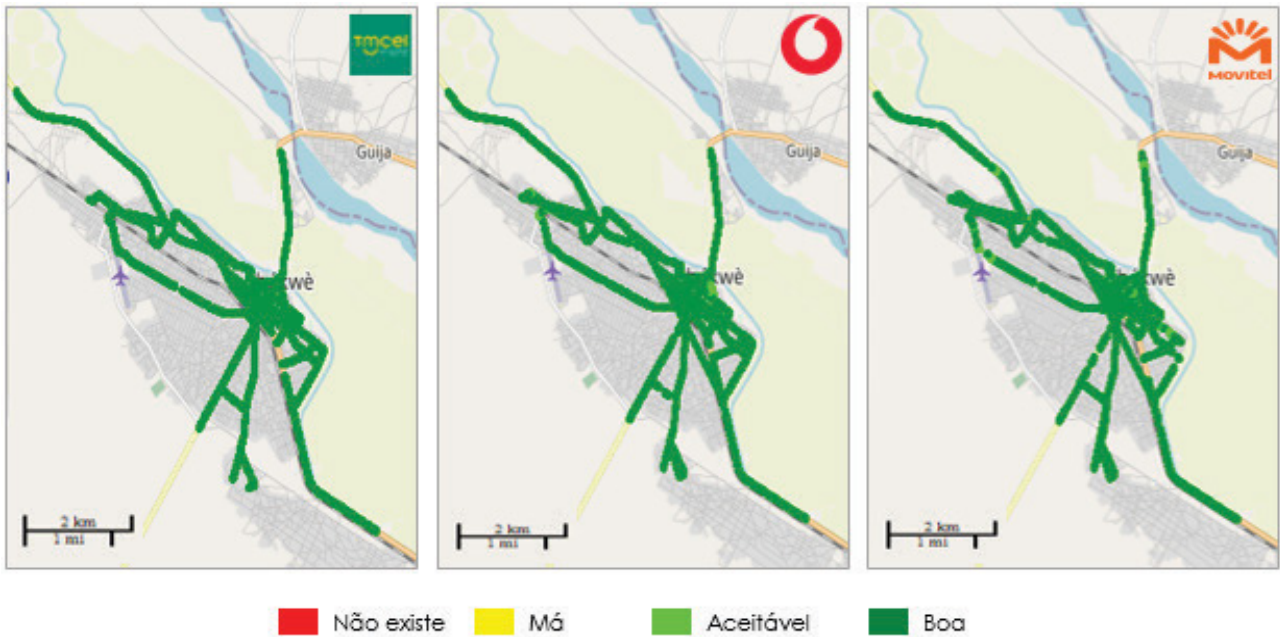 Tmcel
Guija
2 km
1 mi
Guija
2 km
1 mi
MOVITEL
Guija
2 km
1 mi
Não existe
Má
Aceitável
Boa